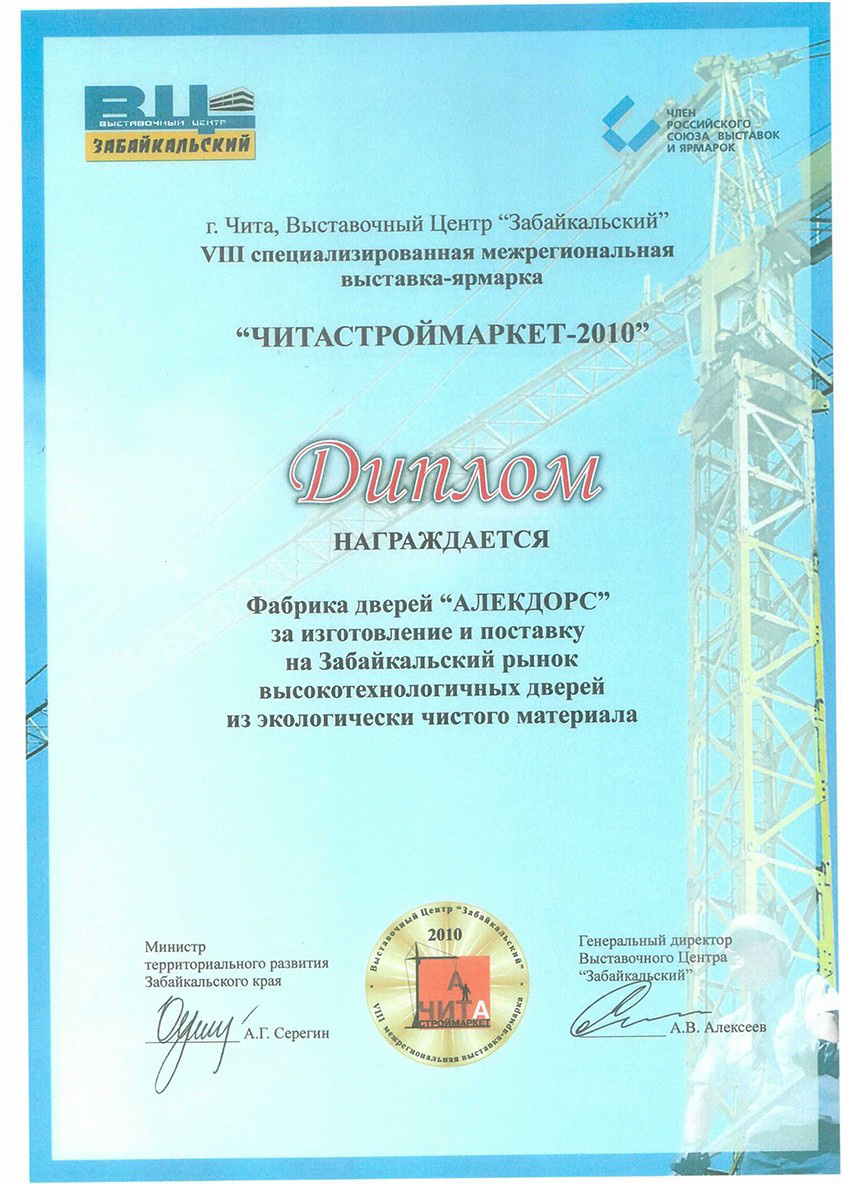 ВЦ
ВЫСТАВОЧНЫЙ ЦЕНТР
ЗАБАЙКАЛЬСКИЙ
ЧЛЕН
РОССИЙСКОГО
СОЮЗА ВЫСТАВОК
И ЯРМАРОК
г. Чита, Выставочный Центр “Забайкальский”
VIII специализированная межрегиональная
выставка-ярмарка
“ЧИТАСТРОЙМАРКЕТ-2010”
Диплом
НАГРАЖДАЕТСЯ
Фабрика дверей “АЛЕКДОРС”
за изготовление и поставку
на Забайкальский рынок
высокотехнологичных дверей
из экологически чистого материала
Министр
территориального развития
Забайкальского края
А.Г. Серегин
Выставочный Центр “Забайкальский”
2010
А
ЧИТА
СТРОЙМАРКЕТ
VIII межрегиональная выставка-ярмарка
Генеральный директор
Выставочного Центра
“Забайкальский”
А.В. Алексеев